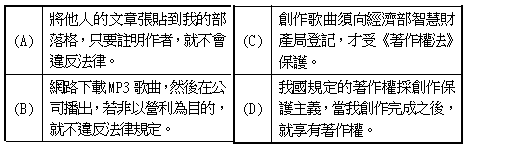 (A) 將他人的文章張貼到我的部
落格，只要註明作者，就不會
違反法律。
(C) 創作歌曲須向經濟部智慧財
產局登記，才受《著作權法》
保護。
(B) 網路下載MP3歌曲，然後在公
司播出，若非以營利為目的，
就不違反法律規定。
(D) 我國規定的著作權採創作保
護主義，當我創作完成之後，
就享有著作權。